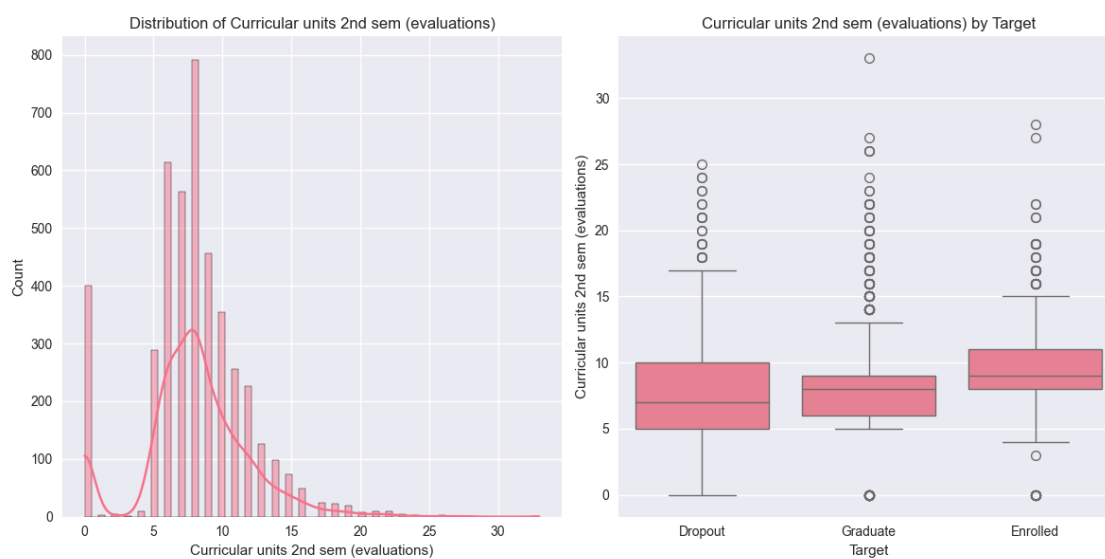 Distribution of Curricular units 2nd sem (evaluations)
800
700
600
500
400
300
200
100
0
Count
0 5 10 15 20 25 30
Curricular units 2nd sem (evaluations)
Curricular units 2nd sem (evaluations) by Target
30
25
20
15
10
5
0
Curricular units 2nd sem (evaluations)
Dropout Graduate Enrolled
Target